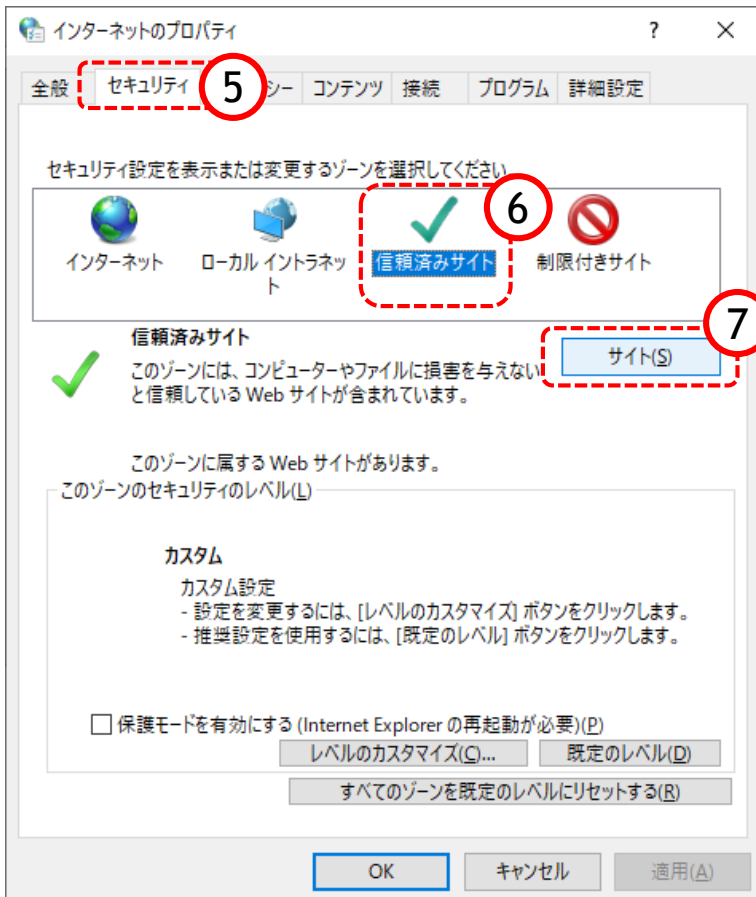 インターネットのプロパティ
?
×
全般
セキュリティ
5
シー
コンテンツ
接続
プログラム
詳細設定
セキュリティ設定を表示または変更するゾーンを選択してください
6
インターネット
ローカル イントラネッ
ト
信頼済みサイト
制限付きサイト
7
信頼済みサイト
サイト(S)
このゾーンには、コンピューターやファイルに損害を与えない
と信頼している Web サイトが含まれています。
このゾーンに属する Web サイトがあります。
このゾーンのセキュリティのレベル(L)
カスタム
カスタム設定
- 設定を変更するには、[レベルのカスタマイズ] ボタンをクリックします。
- 推奨設定を使用するには、[既定のレベル] ボタンをクリックします。
保護モードを有効にする (Internet Explorer の再起動が必要)(P)
レベルのカスタマイズ(C)...
既定のレベル(D)
すべてのゾーンを既定のレベルにリセットする(R)
OK
キャンセル
適用(A)